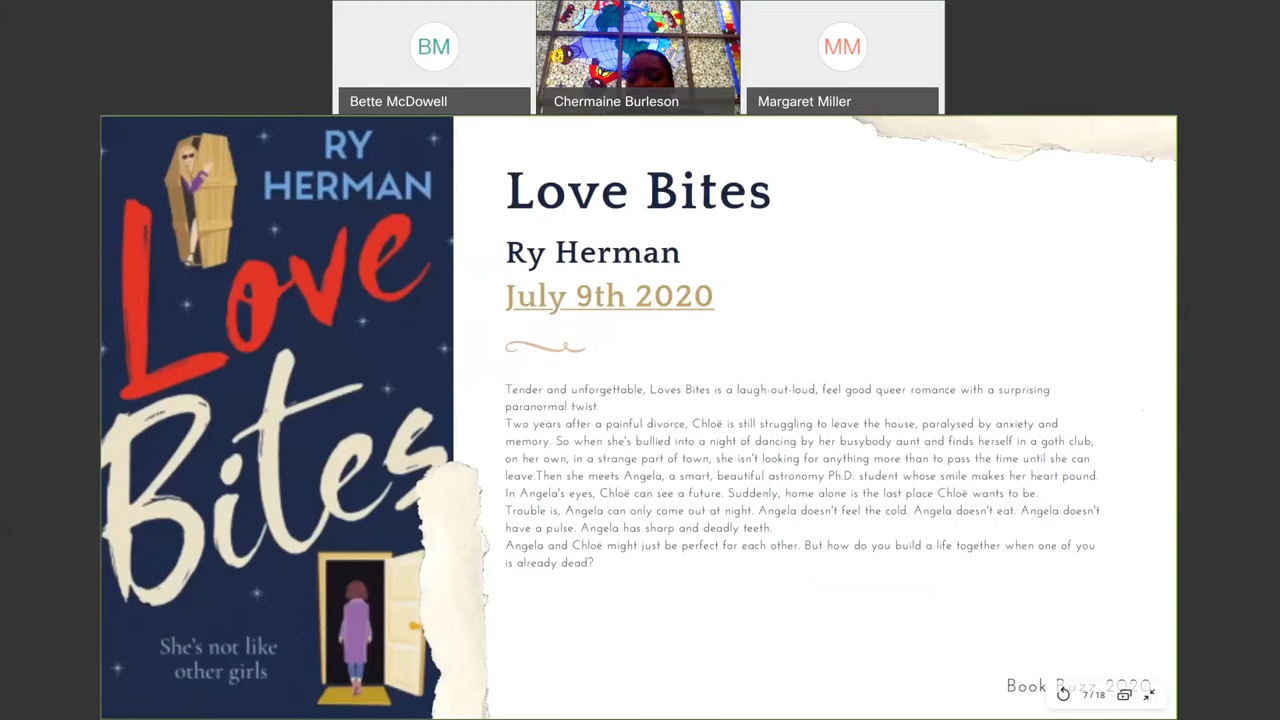 BM
MM
Bette McDowell
Chermaine Burleson
Margaret Miller
RY
HERMAN
Love
Bites
She's not like
other girls
Love Bites
Ry Herman
July 9th 2020
Tender and unforgettable, Loves Bites is a laugh-out-loud, feel good queer romance with a surprising
paranormal twist.
Two years after a painful divorce, Chloë is still struggling to leave the house, paralysed by anxiety and
memory. So when she's bullied into a night of dancing by her busybody aunt and finds herself in a goth club,
on her own, in a strange part of town, she isn't looking for anything more than to pass the time until she can
leave.Then she meets Angela, a smart, beautiful astronomy Ph.D. student whose smile makes her heart pound.
In Angela's eyes, Chloë can see a future. Suddenly, home alone is the last place Chloë wants to be.
Trouble is, Angela can only come out at night. Angela doesn't feel the cold. Angela doesn't eat. Angela doesn't
have a pulse. Angela has sharp and deadly teeth.
Angela and Chloë might just be perfect for each other. But how do you build a life together when one of you
is already dead?
Book Buzz 2020
7/18